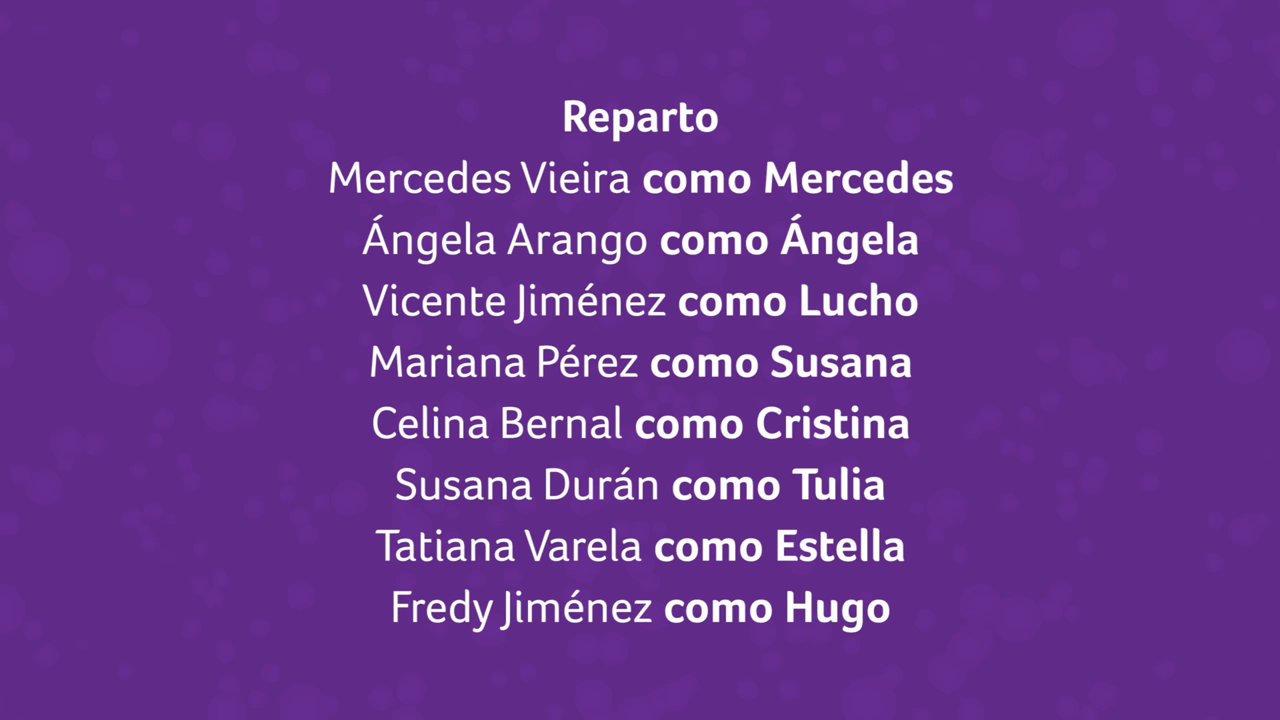 Reparto
Mercedes Vieira como Mercedes
Ángela Arango como Ángela
Vicente Jiménez como Lucho
Mariana Pérez como Susana
Celina Bernal como Cristina
Susana Durán como Tulia
Tatiana Varela como Estella
Fredy Jiménez como Hugo